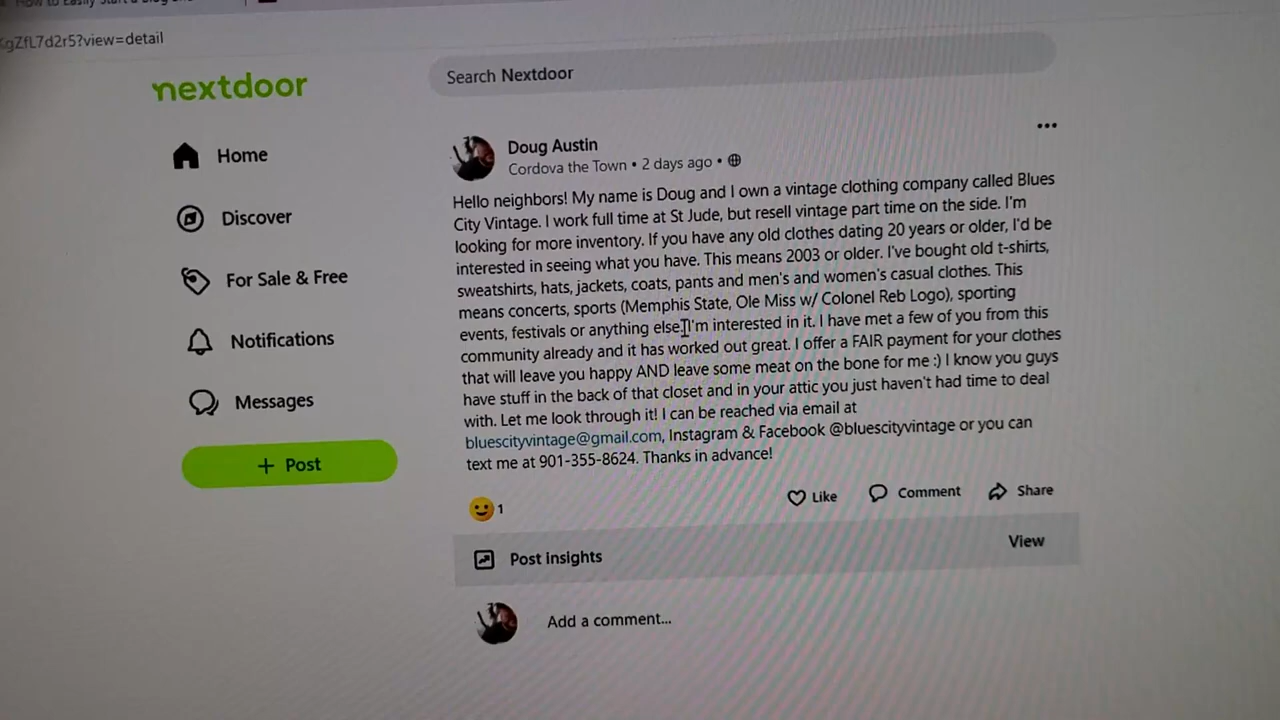 gZfL7d2r5?view=detail
nextdoor
Search Nextdoor
Home
Discover
For Sale & Free
Notifications
Messages
+ Post
Doug Austin
Cordova the Town • 2 days ago •
Hello neighbors! My name is Doug and I own a vintage clothing company called Blues
City Vintage. I work full time at St Jude, but resell vintage part time on the side. I'm
looking for more inventory. If you have any old clothes dating 20 years or older, I'd be
interested in seeing what you have. This means 2003 or older. I've bought old t-shirts,
sweatshirts, hats, jackets, coats, pants and men's and women's casual clothes. This
means concerts, sports (Memphis State, Ole Miss w/ Colonel Reb Logo), sporting
events, festivals or anything else, I'm interested in it. I have met a few of you from this
community already and it has worked out great. I offer a FAIR payment for your clothes
that will leave you happy AND leave some meat on the bone for me :) I know you guys
have stuff in the back of that closet and in your attic you just haven't had time to deal
with. Let me look through it! I can be reached via email at
bluescityvintage@gmail.com, Instagram & Facebook @bluescityvintage or you can
text me at 901-355-8624. Thanks in advance!
1
Like
Comment
Share
Post insights
View
Add a comment...